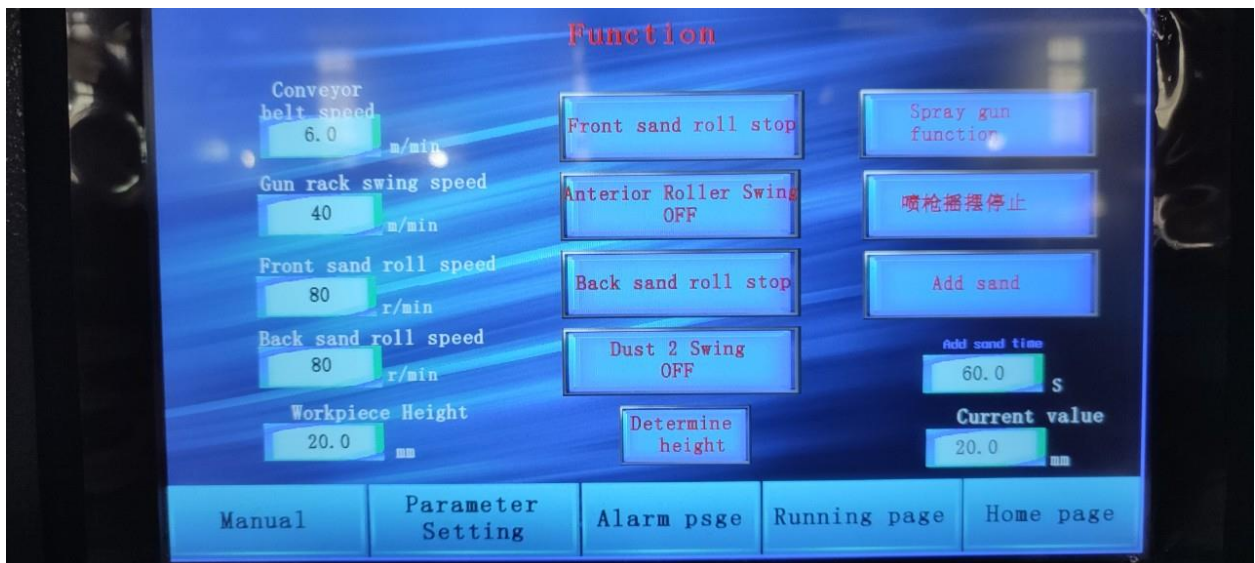 Function
Conveyor
belt speed
6.0
m/min
Gun rack swing speed
40
m/min
Front sand roll speed
80
r/min
Back sand roll speed
80
r/min
Workpiece Height
20.0
mm
Front sand roll stop
Anterior Roller Swing
OFF
Back sand roll stop
Dust 2 Swing
OFF
Determine
height
Spray gun
function
喷枪摇摆停止
Add sand
Add sand time
60.0
S
Current value
20.0
mm
Manual
Parameter
Setting
Alarm psge
Running page
Home page